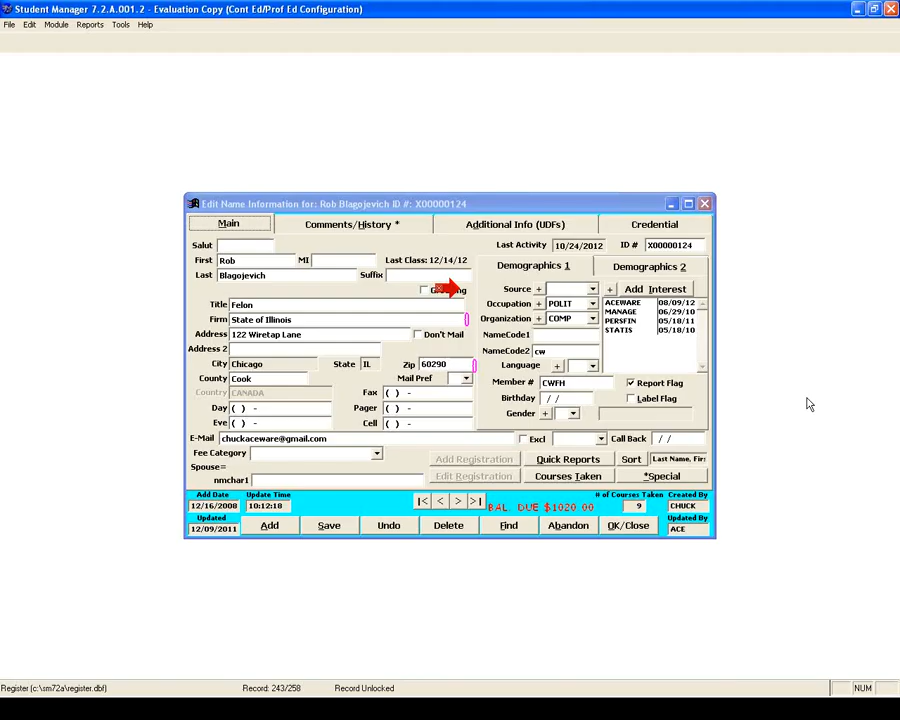 Student Manager 7.2.A.001.2 - Evaluation Copy (Cont Ed/Prof Ed Configuration)
File Edit Module Reports Tools Help
Edit Name Information for: Rob Blagojevich ID #: X00000124
Main Comments/History * Additional Info (UDFs) Credential
Salut Last Activity 10/24/2012 ID # X00000124
First Rob MI Last Class: 12/14/12
Demographics 1 Demographics 2
Last Blagojevich Suffix
Source + + Add Interest
Title Felon Occupation + POLIT
ACEWARE 08/09/12
MANAGE 06/29/10
PERSFIN 05/18/11
STATIS 05/18/10
Firm State of Illinois Organization + COMP
Address 122 Wiretap Lane Don't Mail NameCode1
Address 2 NameCode2 cw
City Chicago State IL Zip 60290 Language +
County Cook Mail Pref Member # CWFH Report Flag
Country CANADA Fax ( ) - Birthday / / Label Flag
Day ( ) - Pager ( ) - Gender +
Eve ( ) - Cell ( ) -
E-Mail chuckaceware@gmail.com Excl Call Back / /
Fee Category Add Registration Quick Reports Sort Last Name, Fir
Spouse=
nmchar1 Edit Registration Courses Taken *Special
Add Date Update Time # of Courses Taken Created By
12/16/2008 10:12:18 |< < > >| BAL DUE $1020.00 9 CHUCK
Updated Updated By
12/09/2011 Add Save Undo Delete Find Abandon OK/Close ACE
Register (c:\sm72a\register.dbf) Record: 243/258 Record Unlocked NUM